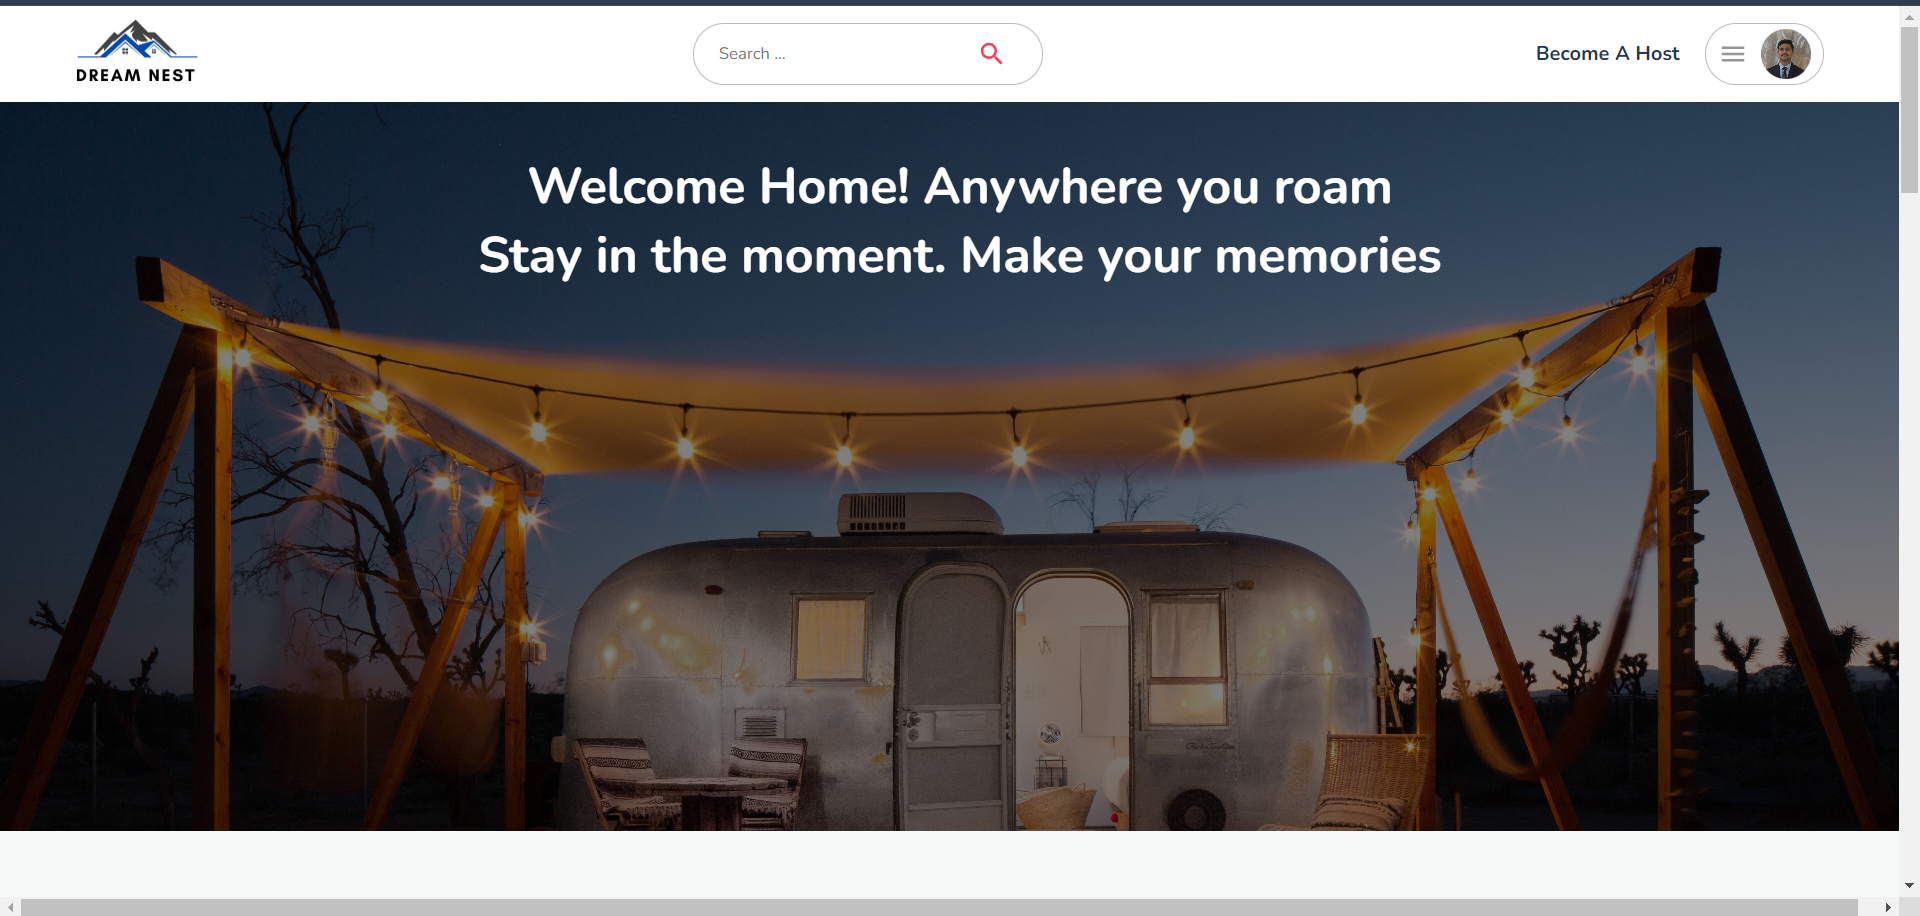 DREAM NEST
Search ...
Become A Host
Welcome Home! Anywhere you roam
Stay in the moment. Make your memories